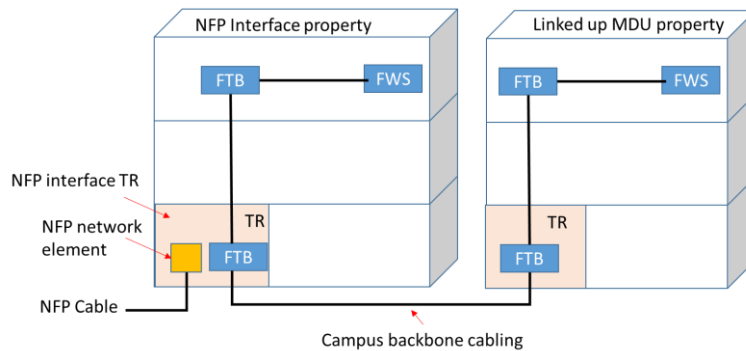 NFP Interface property
Linked up MDU property
FTB
FWS
FTB
FWS
NFP interface TR
NFP network
element
TR
FTB
TR
FTB
NFP Cable
Campus backbone cabling